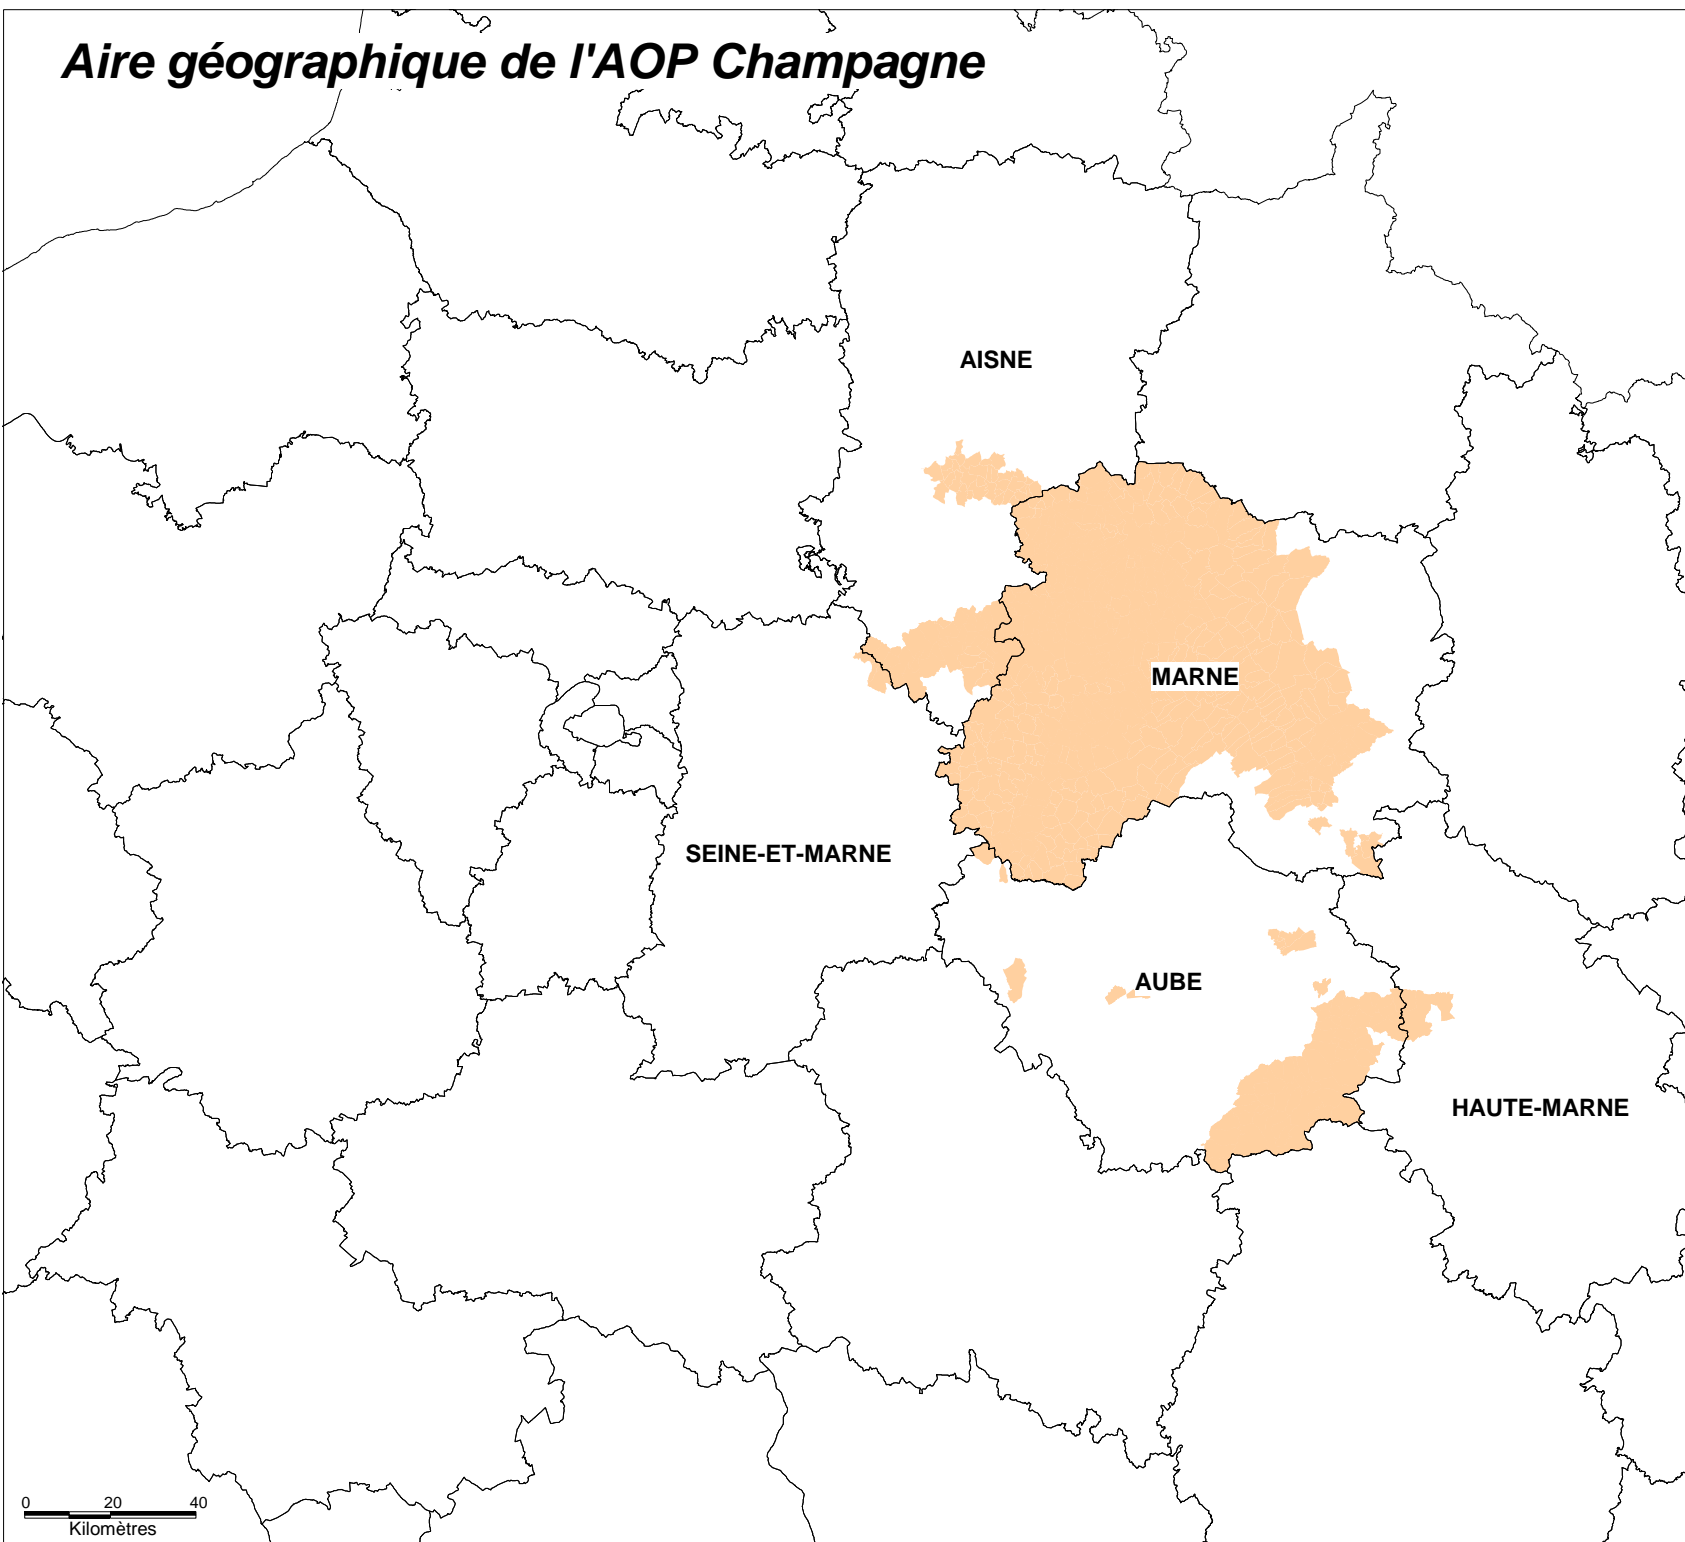 Aire géographique de l'AOP Champagne
AISNE
MARNE
SEINE-ET-MARNE
AUBE
HAUTE-MARNE
0 20 40
Kilomètres